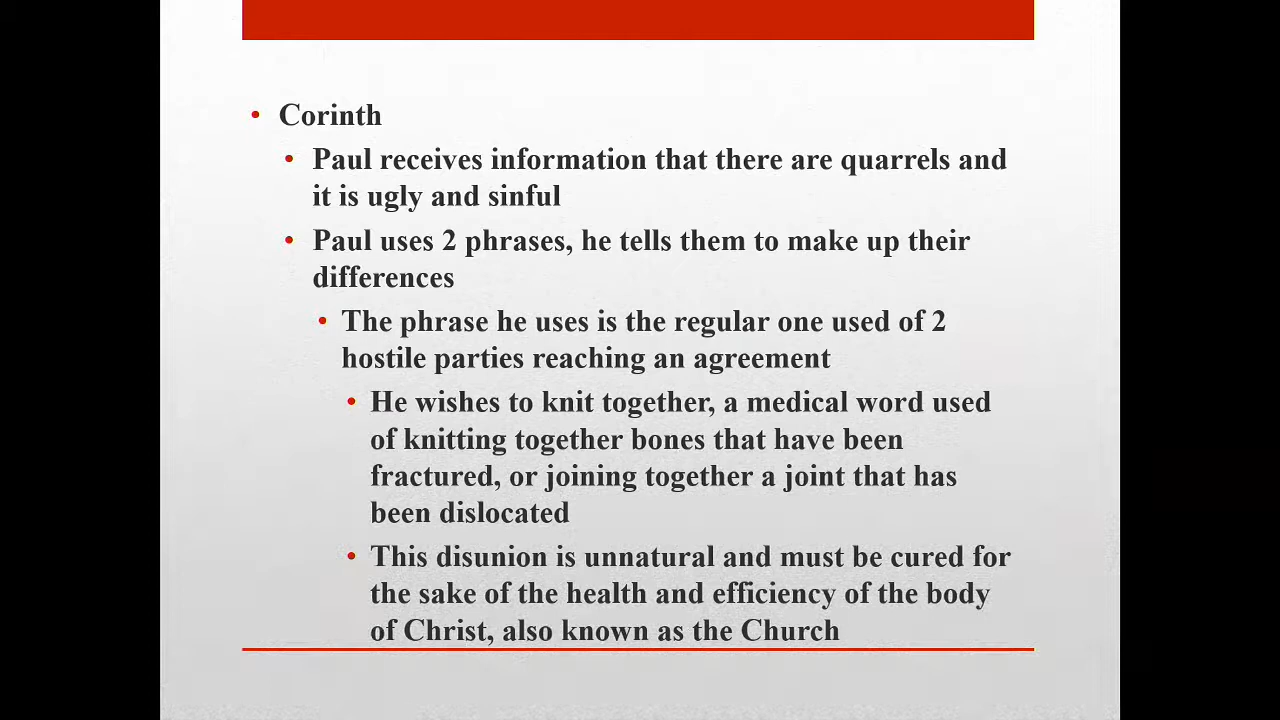 • Corinth
• Paul receives information that there are quarrels and
it is ugly and sinful
• Paul uses 2 phrases, he tells them to make up their
differences
• The phrase he uses is the regular one used of 2
hostile parties reaching an agreement
• He wishes to knit together, a medical word used
of knitting together bones that have been
fractured, or joining together a joint that has
been dislocated
• This disunion is unnatural and must be cured for
the sake of the health and efficiency of the body
of Christ, also known as the Church